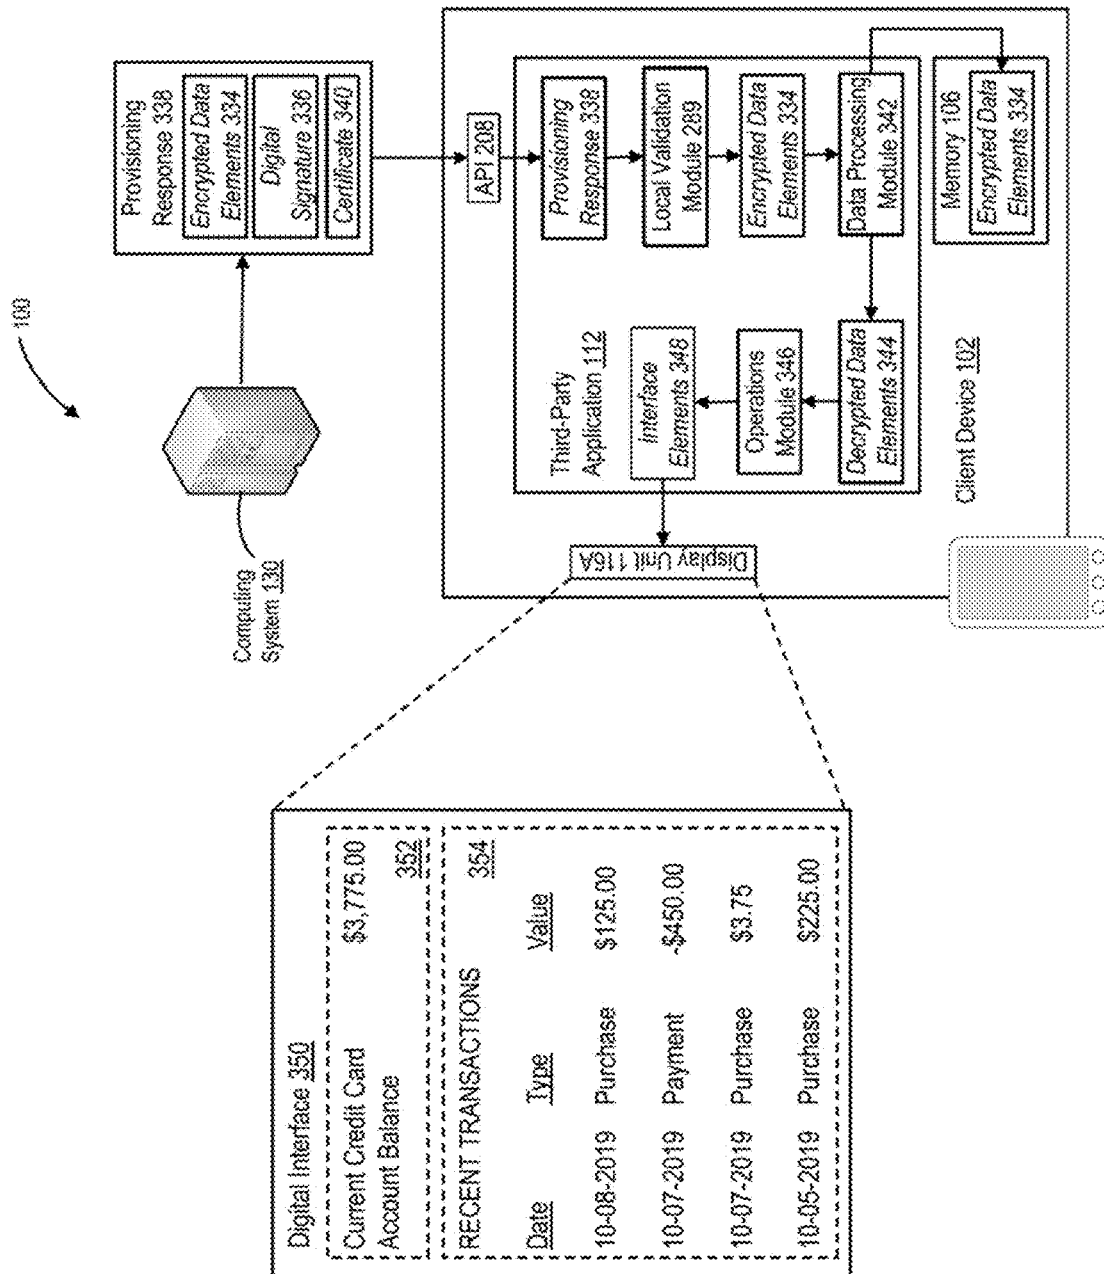 100
Computing
System 130
Provisioning
Response 338
Encrypted Data
Elements 334
Digital
Signature 336
Certificate 340
API 208
Provisioning
Response 338
Local Validation
Module 289
Encrypted Data
Elements 334
Data Processing
Module 342
Memory 106
Encrypted Data
Elements 334
Third-Party
Application 112
Interface
Elements 348
Operations
Module 346
Decrypted Data
Elements 344
Client Device 102
Display Unit 116A
Digital Interface 350
Current Credit Card $3,775.00
Account Balance 352
RECENT TRANSACTIONS 354
Date Type Value
10-08-2019 Purchase $125.00
10-07-2019 Payment -$450.00
10-07-2019 Purchase $3.75
10-05-2019 Purchase $225.00